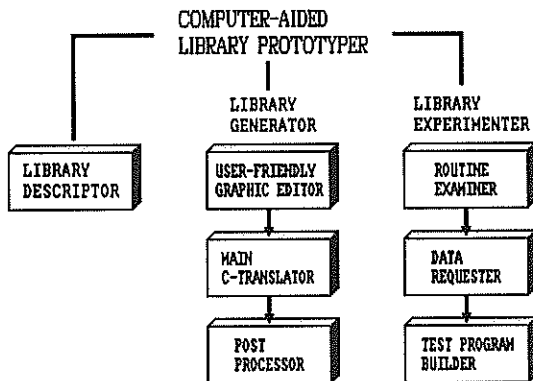 COMPUTER-AIDED
LIBRARY PROTOTYPER
LIBRARY
GENERATOR
LIBRARY
EXPERIMENTER
LIBRARY
DESCRIPTOR
USER-FRIENDLY
GRAPHIC EDITOR
ROUTINE
EXAMINER
MAIN
C-TRANSLATOR
DATA
REQUESTER
POST
PROCESSOR
TEST PROGRAM
BUILDER